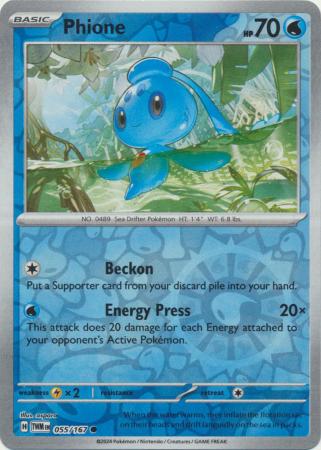 BASIC
Phione
HP 70
NO. 0489 Sea Drifter Pokémon HT: 1'4" WT: 6.8 lbs.
Beckon
Put a Supporter card from your discard pile into your hand.
Energy Press 20×
This attack does 20 damage for each Energy attached to
your opponent's Active Pokémon.
weakness ×2 resistance retreat
Illus. aspara
H TWM EN 055/167
When the water warms, they inflate the flotation sac
on their heads and drift languidly on the sea in packs.
©2024 Pokémon / Nintendo / Creatures / GAME FREAK